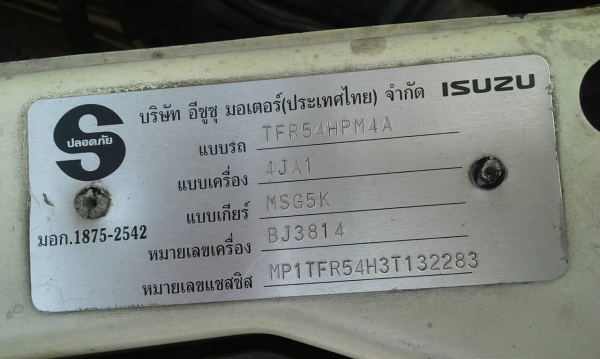 บริษัท อีซูซุ มอเตอร์(ประเทศไทย) จำกัด ISUZU
S ปลอดภัย
แบบรถ TFR54HPM4A
แบบเครื่อง 4JA1
แบบเกียร์ MSG5K
มอก.1875-2542
หมายเลขเครื่อง BJ3814
หมายเลขแชสซิส MP1TFR54H3T132283